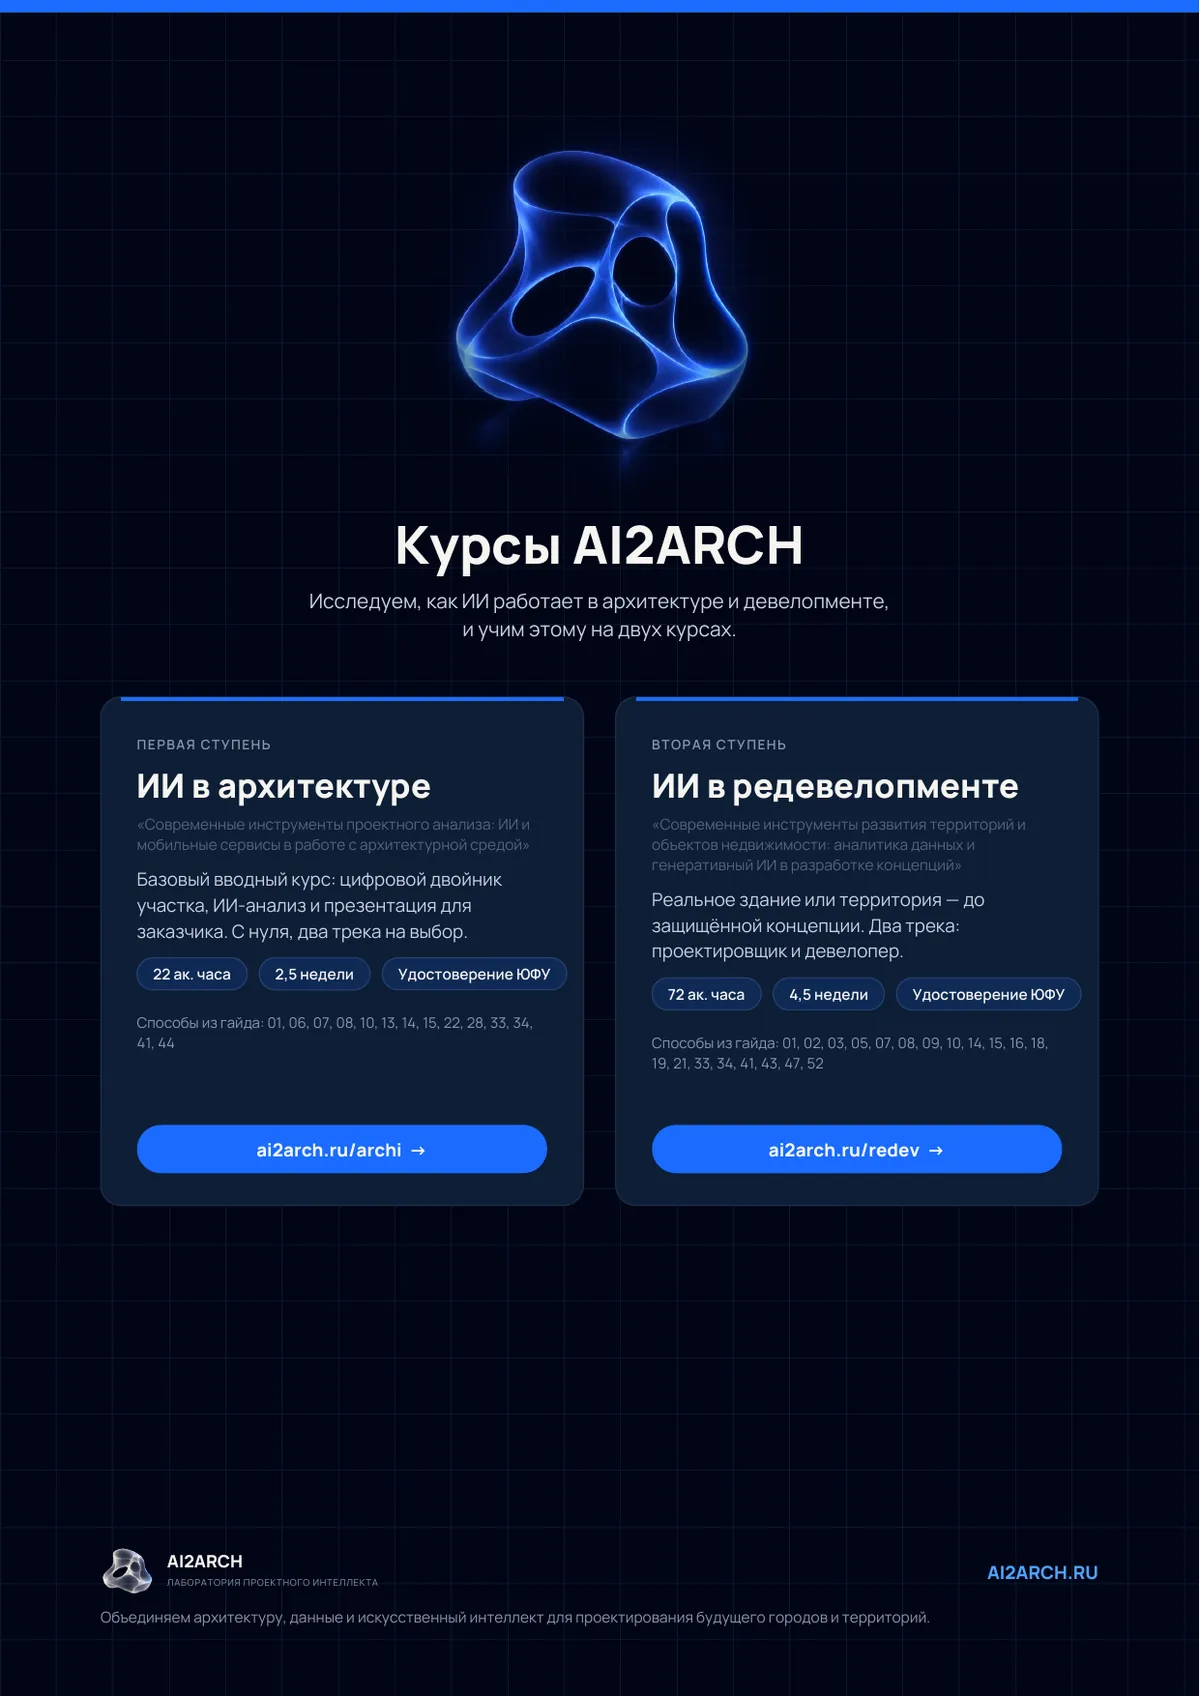 Курсы AI2ARCH
Исследуем, как ИИ работает в архитектуре и девелопменте,
и учим этому на двух курсах.
ПЕРВАЯ СТУПЕНЬ
ИИ в архитектуре
«Современные инструменты проектного анализа: ИИ и
мобильные сервисы в работе с архитектурной средой»
Базовый вводный курс: цифровой двойник
участка, ИИ-анализ и презентация для
заказчика. С нуля, два трека на выбор.
22 ак. часа
2,5 недели
Удостоверение ЮФУ
Способы из гайда: 01, 06, 07, 08, 10, 13, 14, 15, 22, 28, 33, 34,
41, 44
ai2arch.ru/archi →
ВТОРАЯ СТУПЕНЬ
ИИ в редевелопменте
«Современные инструменты развития территорий и
объектов недвижимости: аналитика данных и
генеративный ИИ в разработке концепций»
Реальное здание или территория — до
защищённой концепции. Два трека:
проектировщик и девелопер.
72 ак. часа
4,5 недели
Удостоверение ЮФУ
Способы из гайда: 01, 02, 03, 05, 07, 08, 09, 10, 14, 15, 16, 18,
19, 21, 33, 34, 41, 43, 47, 52
ai2arch.ru/redev →
AI2ARCH
ЛАБОРАТОРИЯ ПРОЕКТНОГО ИНТЕЛЛЕКТА
AI2ARCH.RU
Объединяем архитектуру, данные и искусственный интеллект для проектирования будущего городов и территорий.